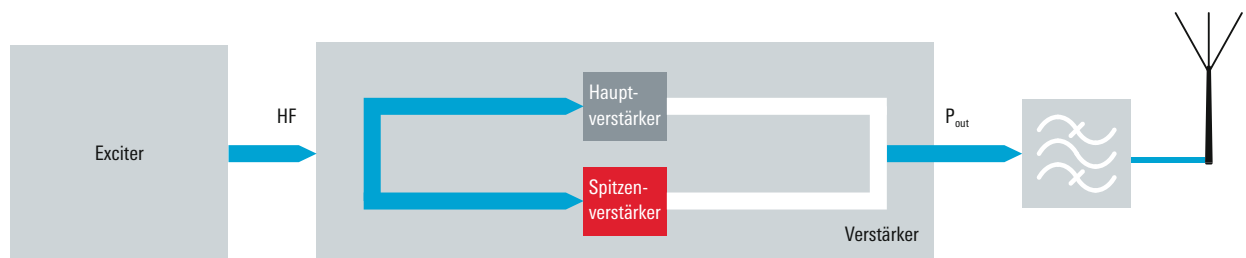 Exciter
HF
Haupt-
verstärker
Spitzen-
verstärker
Verstärker
Pout